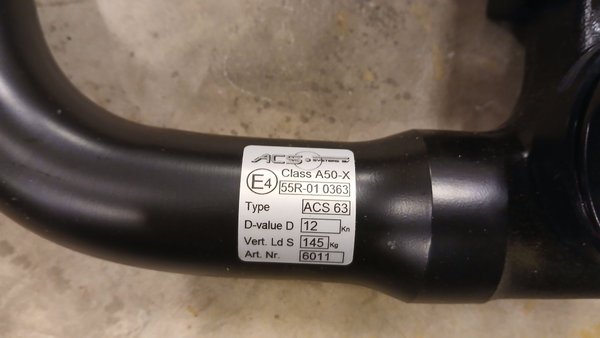 ACS SYSTEMS
Class A50-X
E4 55R-01 0363
Type ACS 63
D-value D 12 Kn
Vert. Ld S 145 Kg
Art. Nr. 6011